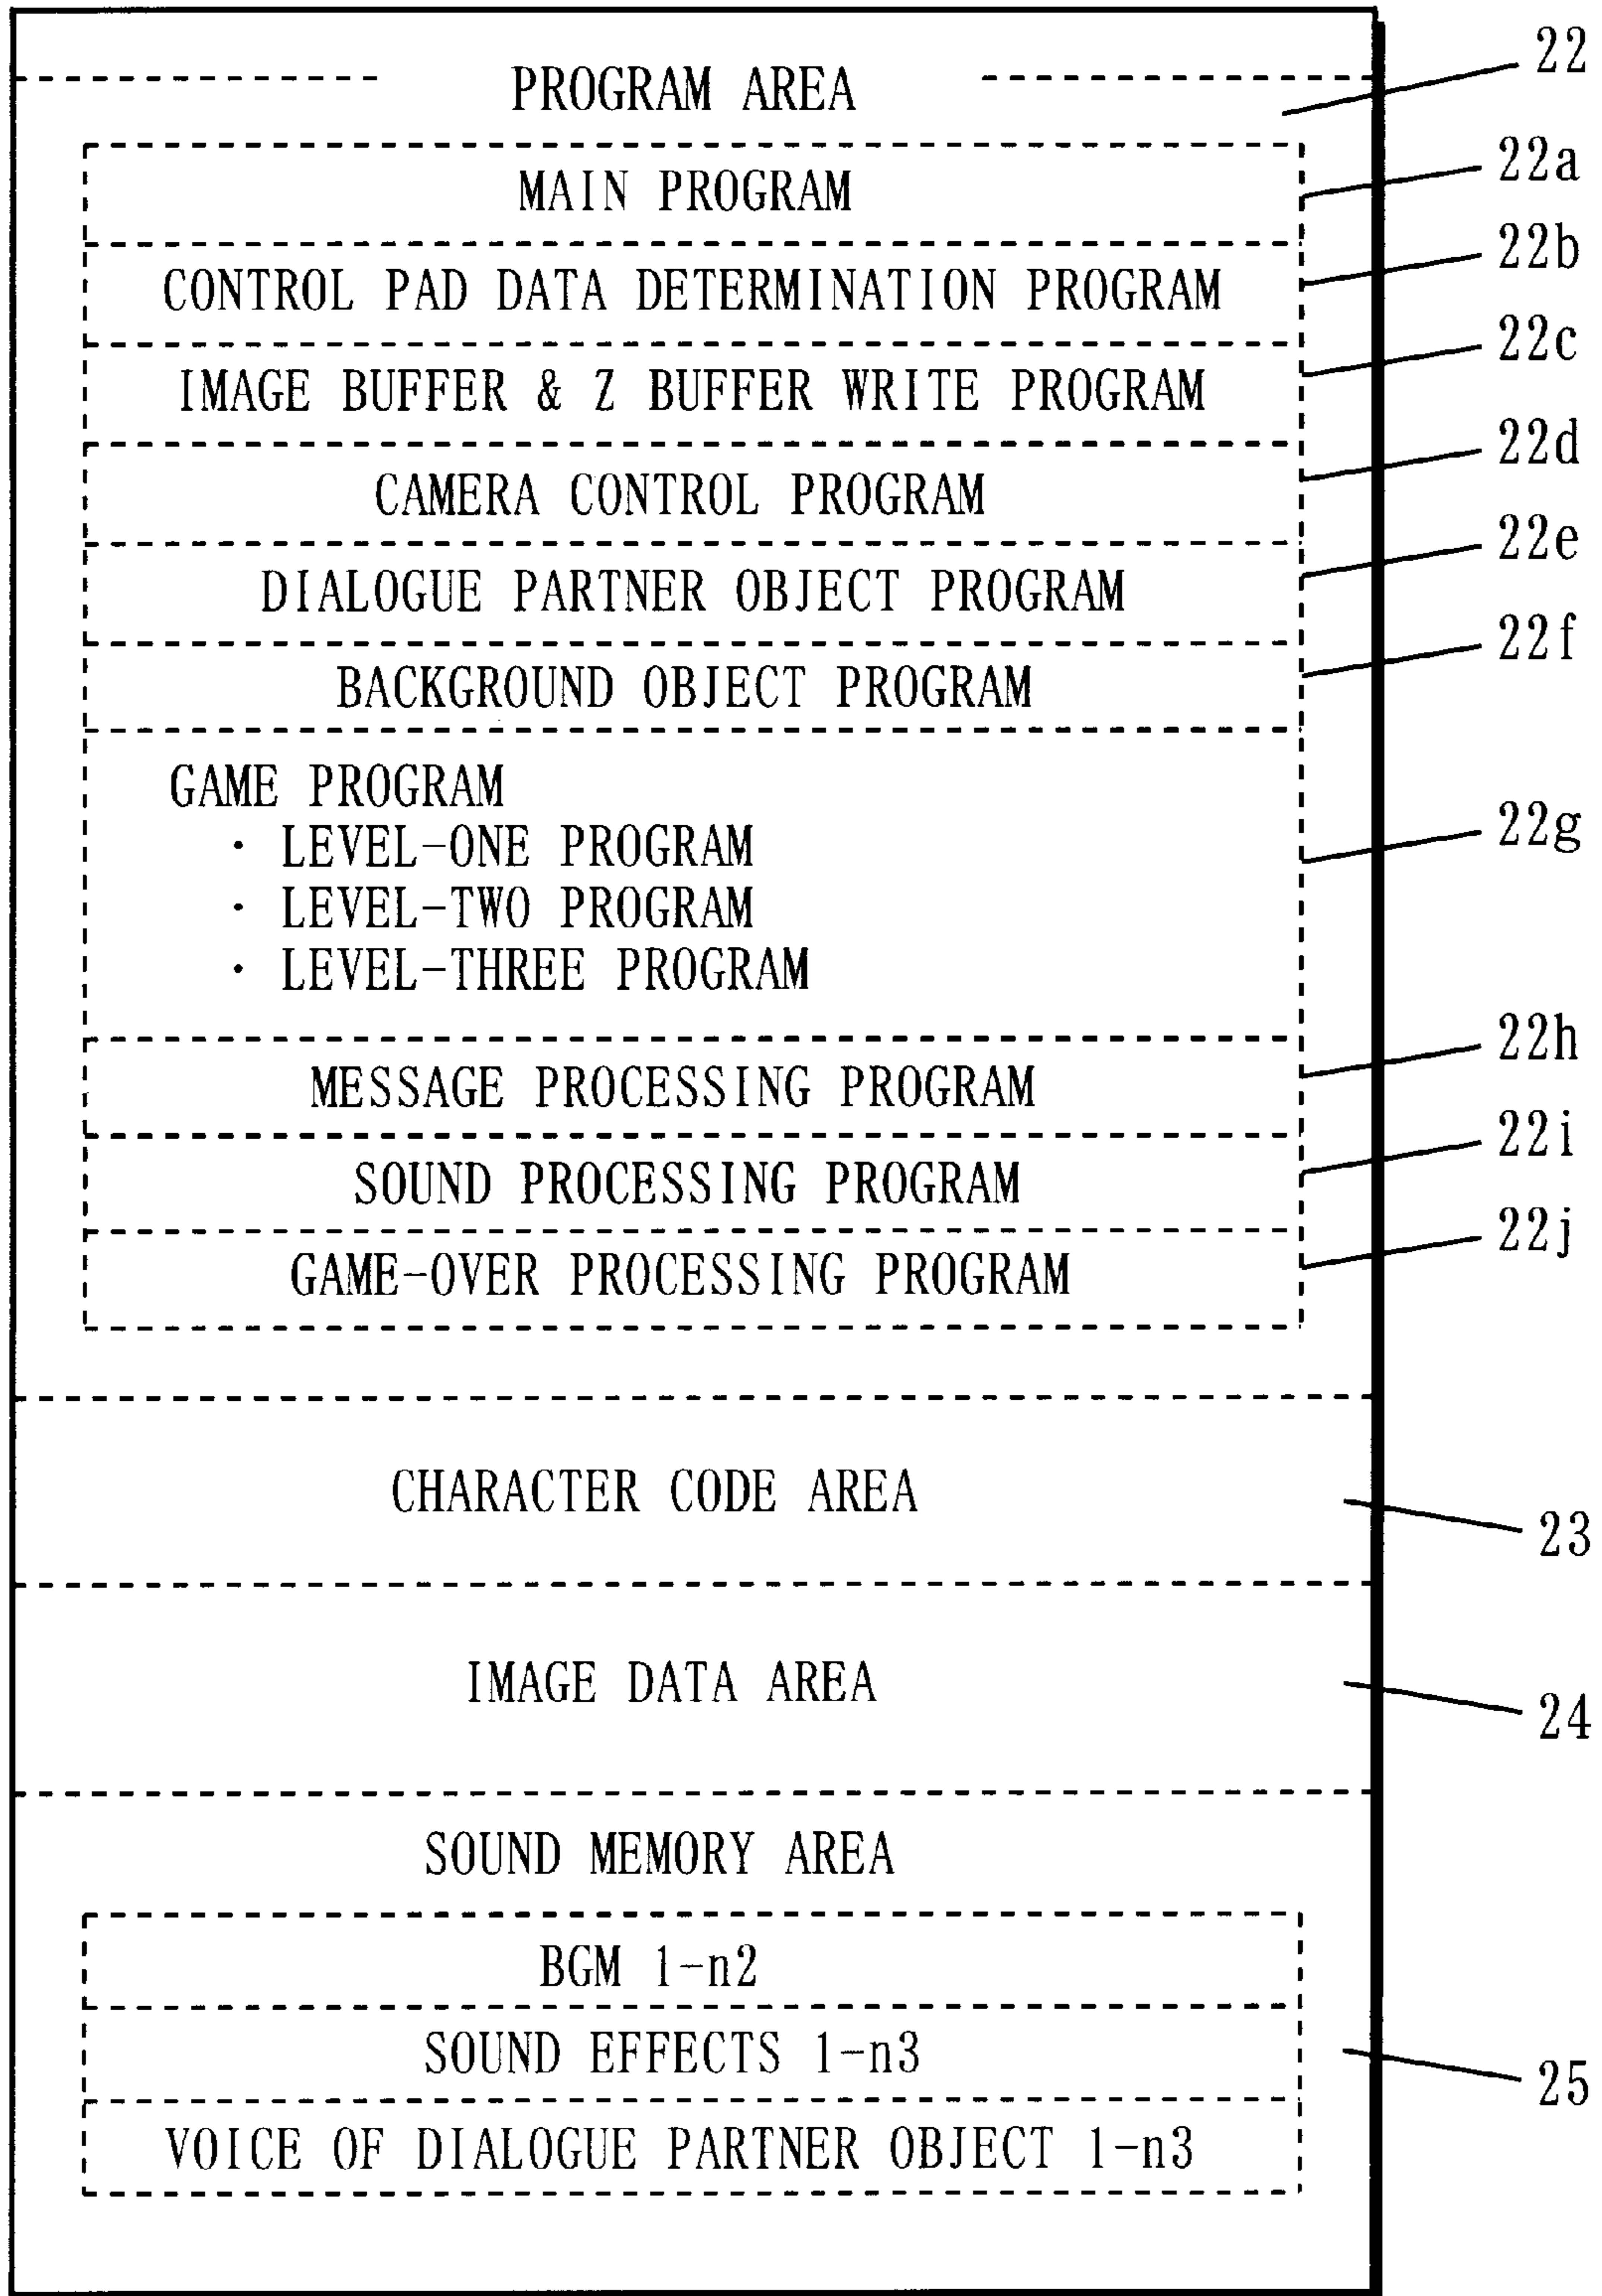 PROGRAM AREA 22
MAIN PROGRAM 22a
CONTROL PAD DATA DETERMINATION PROGRAM 22b
IMAGE BUFFER & Z BUFFER WRITE PROGRAM 22c
CAMERA CONTROL PROGRAM 22d
DIALOGUE PARTNER OBJECT PROGRAM 22e
BACKGROUND OBJECT PROGRAM 22f
GAME PROGRAM
· LEVEL-ONE PROGRAM 22g
· LEVEL-TWO PROGRAM
· LEVEL-THREE PROGRAM
MESSAGE PROCESSING PROGRAM 22h
SOUND PROCESSING PROGRAM 22i
GAME-OVER PROCESSING PROGRAM 22j
CHARACTER CODE AREA 23
IMAGE DATA AREA 24
SOUND MEMORY AREA
BGM 1-n2
SOUND EFFECTS 1-n3 25
VOICE OF DIALOGUE PARTNER OBJECT 1-n3